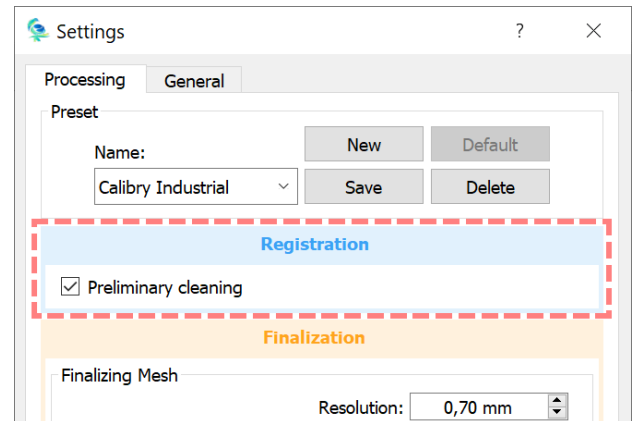 Settings ?
Processing General
Preset
Name: New Default
Calibry Industrial Save Delete
Registration
Preliminary cleaning
Finalization
Finalizing Mesh
Resolution: 0,70 mm